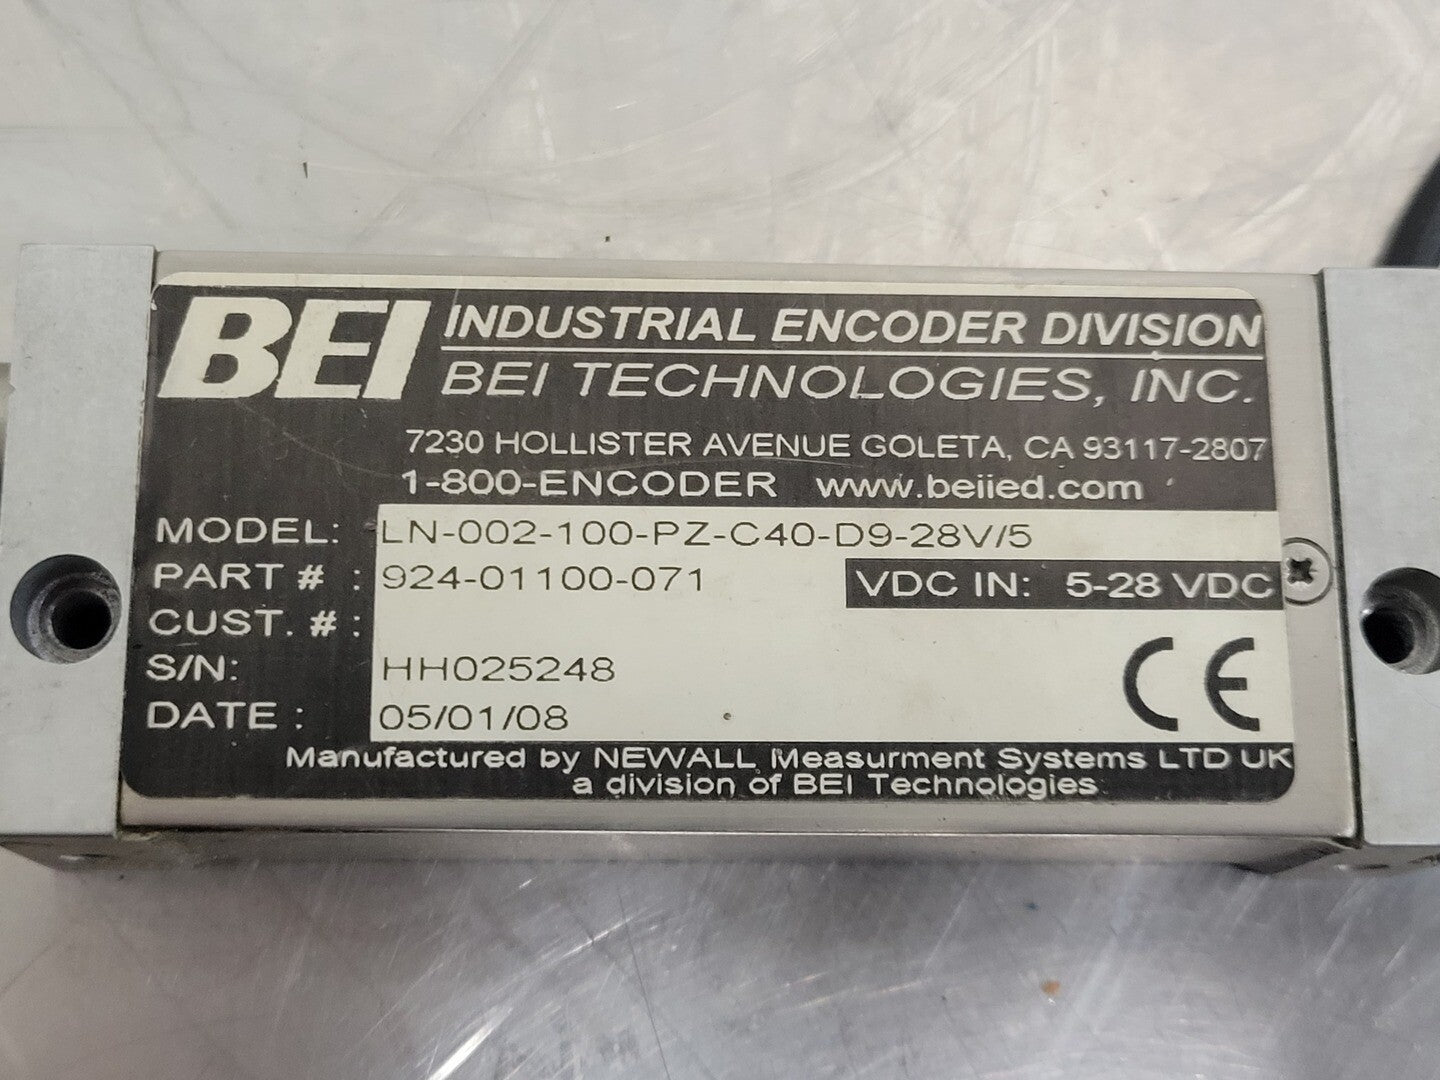 BEI INDUSTRIAL ENCODER DIVISION
BEI TECHNOLOGIES, INC.
7230 HOLLISTER AVENUE GOLETA, CA 93117-2807
1-800-ENCODER www.beiied.com
MODEL: LN-002-100-PZ-C40-D9-28V/5
PART # : 924-01100-071 VDC IN: 5-28 VDC
CUST. # :
S/N: HH025248
DATE : 05/01/08
CE
Manufactured by NEWALL Measurment Systems LTD UK
a division of BEI Technologies